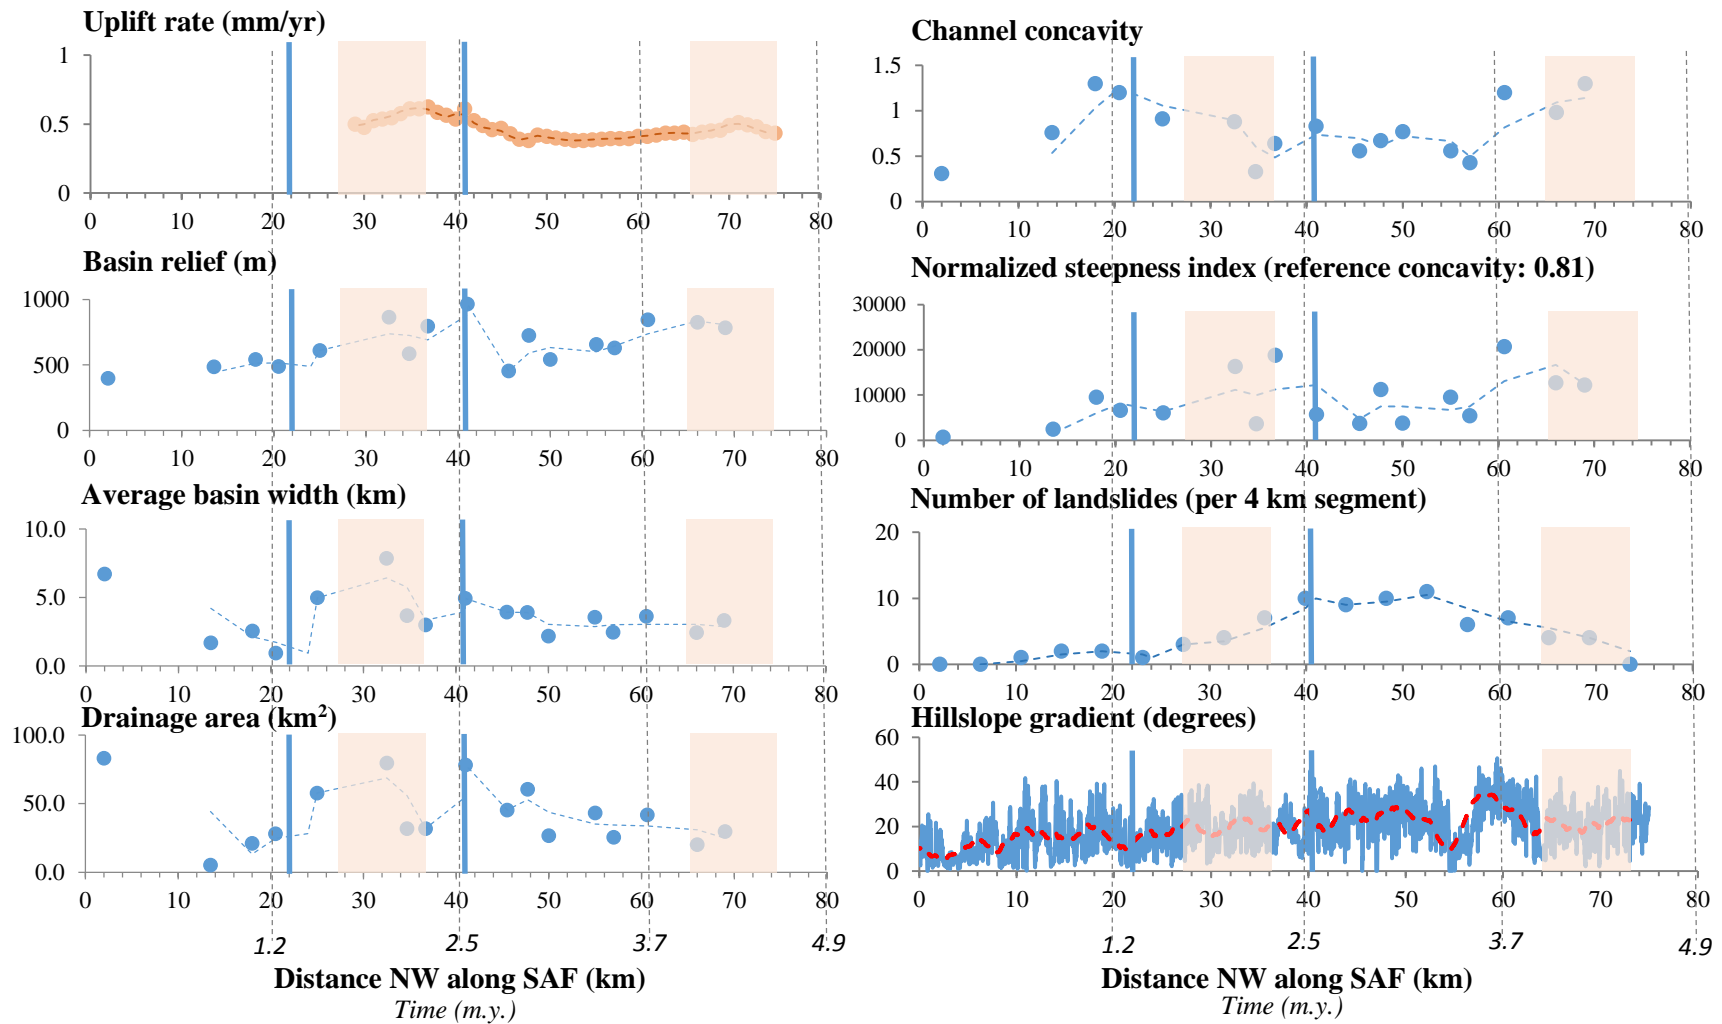 Uplift rate (mm/yr)
1
0.5
0
0 10 20 30 40 50 60 70 80
Basin relief (m)
1000
500
0
0 10 20 30 40 50 60 70 80
Average basin width (km)
10.0
5.0
0.0
0 10 20 30 40 50 60 70 80
Drainage area (km²)
100.0
50.0
0.0
0 10 20 30 40 50 60 70 80
1.2 2.5 3.7 4.9
Distance NW along SAF (km)
Time (m.y.)
Channel concavity
1.5
1
0.5
0
0 10 20 30 40 50 60 70 80
Normalized steepness index (reference concavity: 0.81)
30000
20000
10000
0
0 10 20 30 40 50 60 70 80
Number of landslides (per 4 km segment)
20
10
0
0 10 20 30 40 50 60 70 80
Hillslope gradient (degrees)
60
40
20
0
0 10 20 30 40 50 60 70 80
1.2 2.5 3.7 4.9
Distance NW along SAF (km)
Time (m.y.)